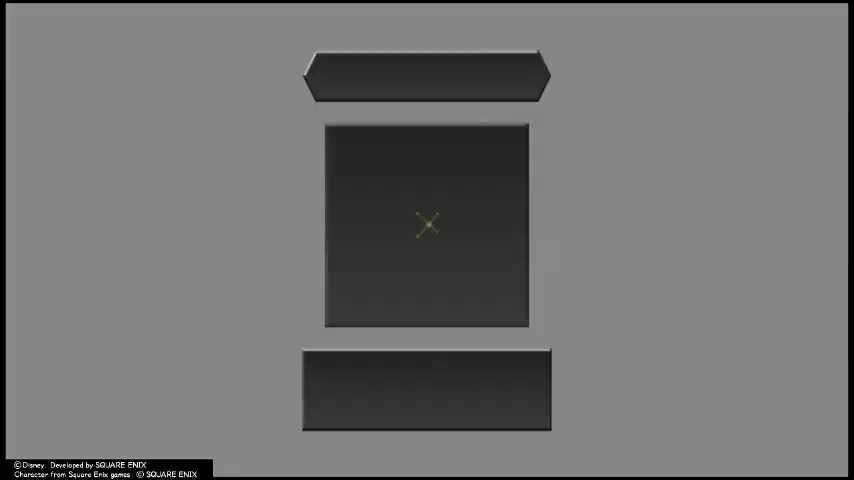 ©Disney. Developed by SQUARE ENIX
Character from Square Enix games : © SQUARE ENIX